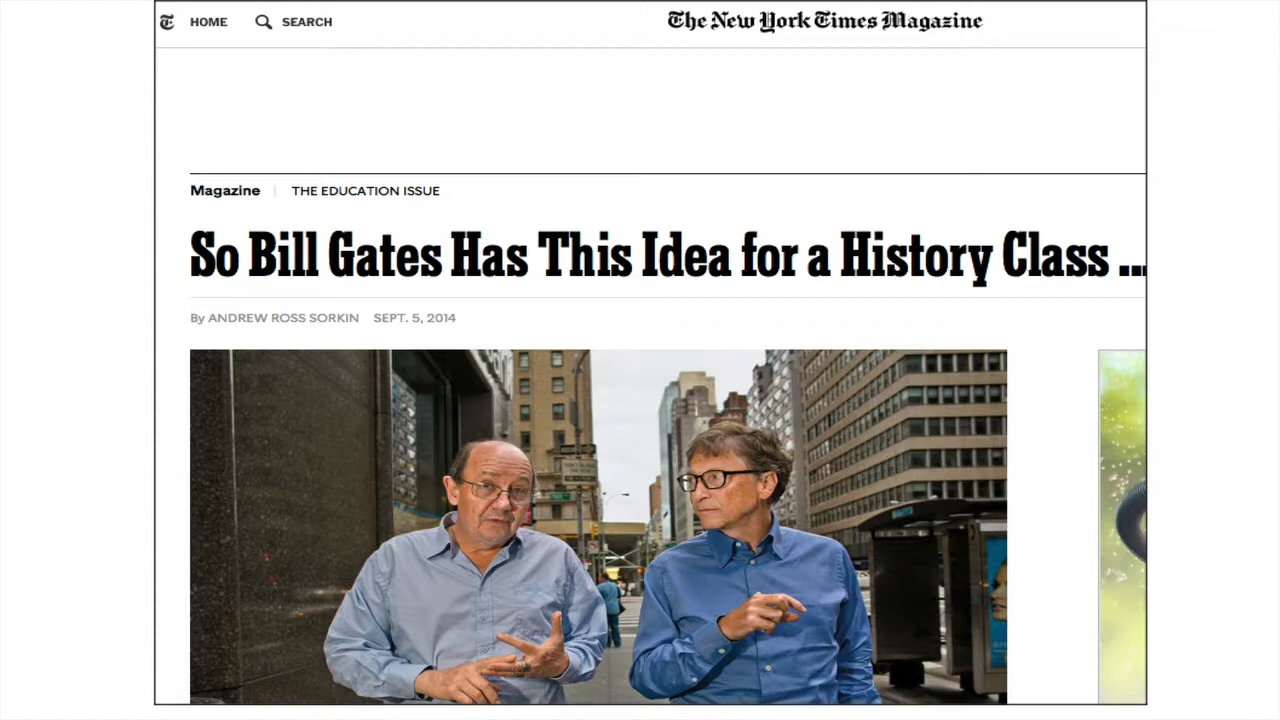 HOME SEARCH The New York Times Magazine
Magazine | THE EDUCATION ISSUE
So Bill Gates Has This Idea for a History Class ...
By ANDREW ROSS SORKIN SEPT. 5, 2014